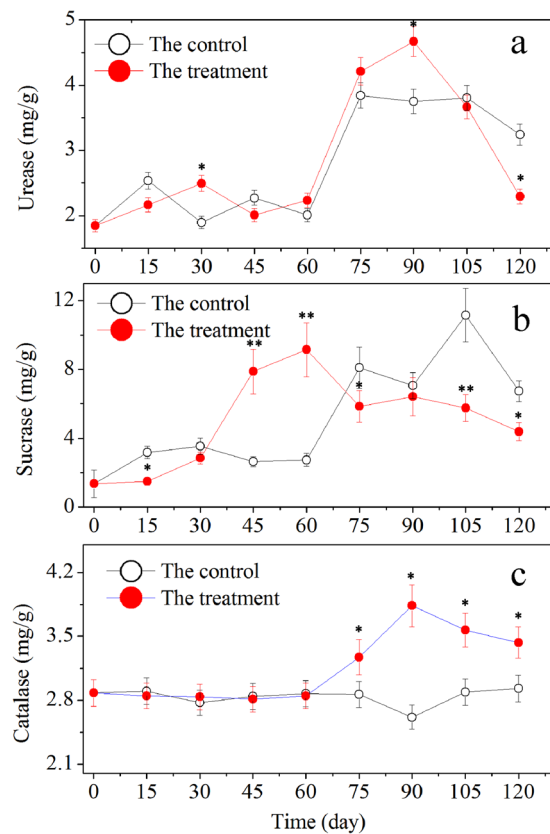 5
4
3
2
Urease (mg/g)
The control
The treatment
a
*
*
*
0 15 30 45 60 75 90 105 120
12
8
4
0
Sucrase (mg/g)
The control
The treatment
b
*
**
**
*
**
*
0 15 30 45 60 75 90 105 120
4.2
3.5
2.8
2.1
Catalase (mg/g)
The control
The treatment
c
*
*
*
*
0 15 30 45 60 75 90 105 120
Time (day)